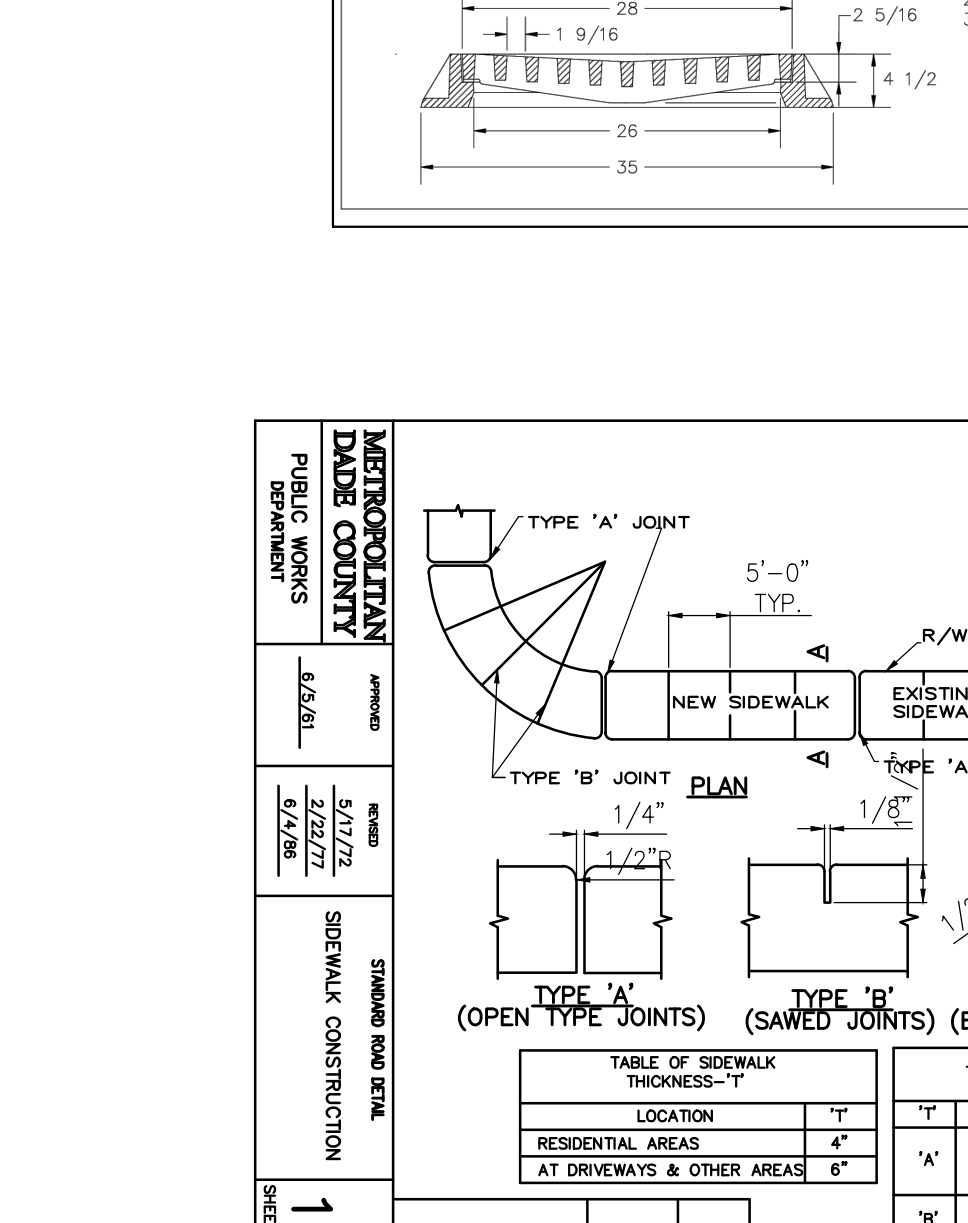 28
2 5/16
1 9/16
4 1/2
26
35
METROPOLITAN
DADE COUNTY
PUBLIC WORKS
DEPARTMENT
APPROVED
6/5/61
REVISED
5/17/72
2/22/77
6/4/86
STANDARD ROAD DETAIL
SIDEWALK CONSTRUCTION
1
TYPE 'A' JOINT
5'-0"
TYP.
A
R/W
NEW SIDEWALK
A
TYPE 'A
TYPE 'B' JOINT
PLAN
1/4"
1/8"
1/2"R
TYPE 'A'
(OPEN TYPE JOINTS)
TYPE 'B'
(SAWED JOINTS)
TABLE OF SIDEWALK
THICKNESS-'T'
LOCATION 'T'
RESIDENTIAL AREAS 4"
AT DRIVEWAYS & OTHER AREAS 6"
'T'
'A'
'B'